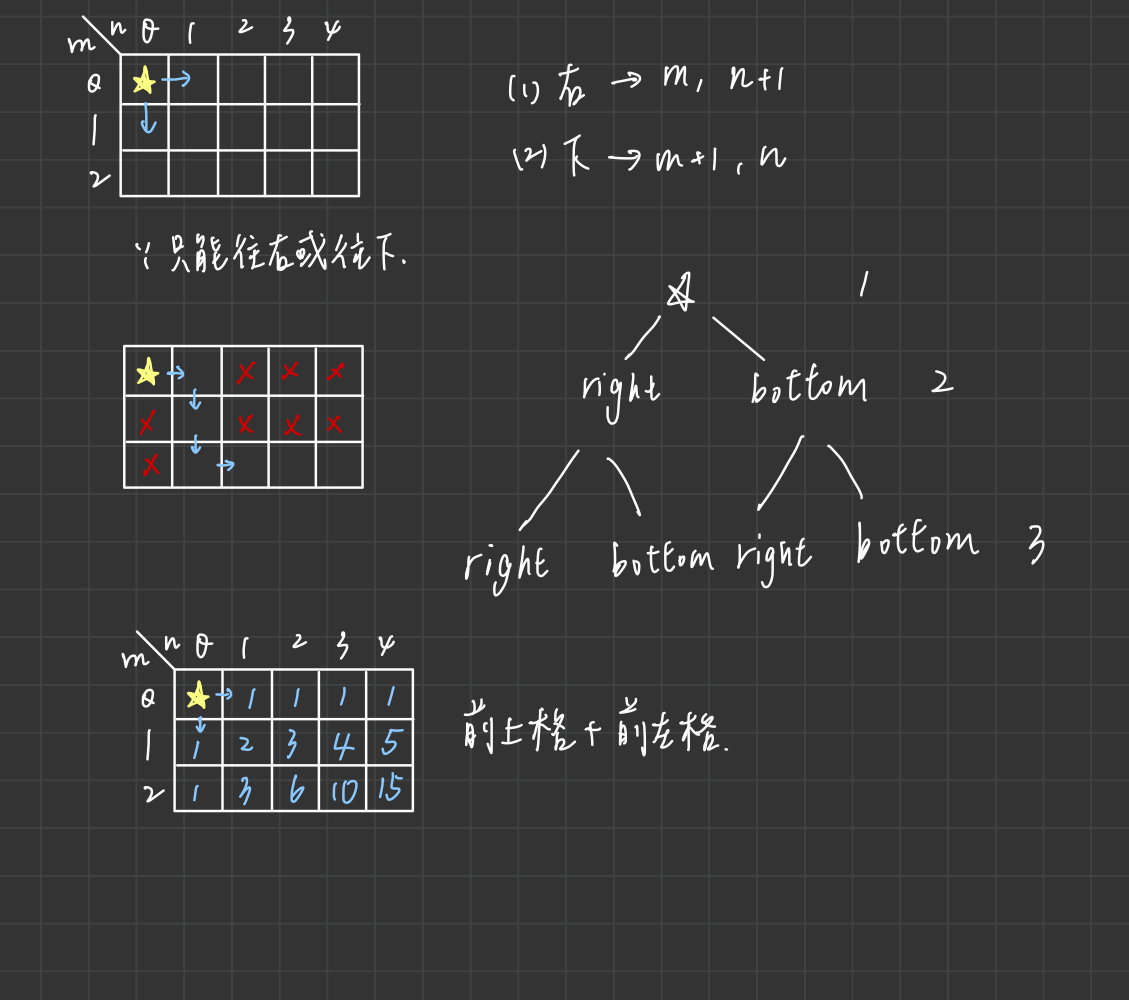 n 0 1 2 3 4
m
0
1
2
(1) 右 → m, n+1
(2) 下 → m+1, n
∵ 只能往右或往下.
☆ 1
right bottom 2
right bottom right bottom 3
n 0 1 2 3 4
m
0 1 1 1 1
1 1 2 3 4 5
2 1 3 6 10 15
前上格 + 前左格.